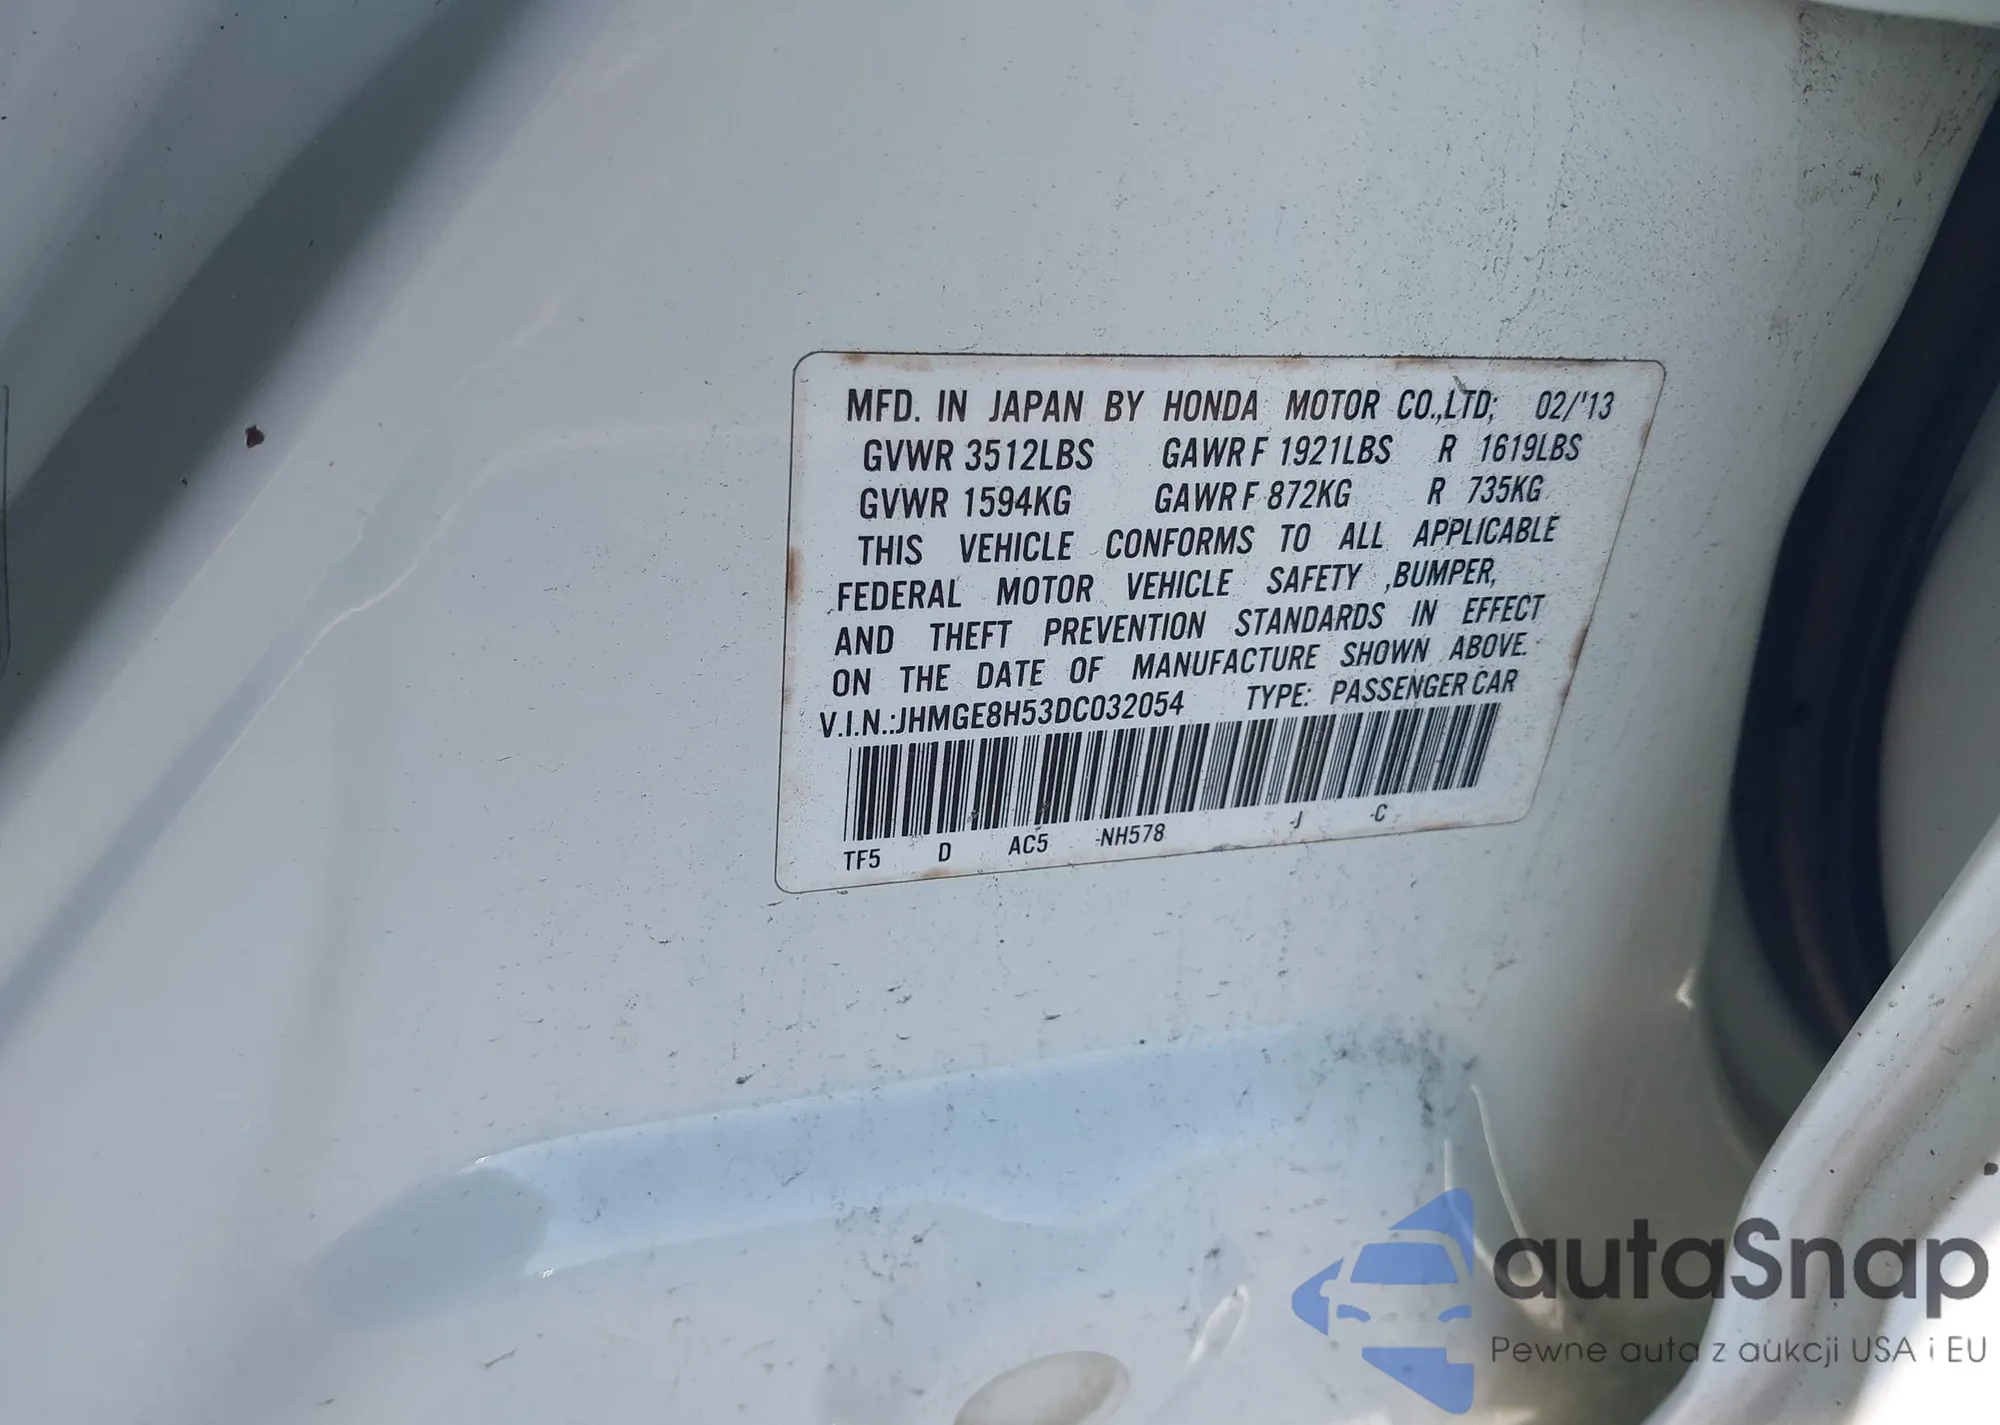 MFD. IN JAPAN BY HONDA MOTOR CO.,LTD; 02/'13
GVWR 3512LBS GAWR F 1921LBS R 1619LBS
GVWR 1594KG GAWR F 872KG R 735KG
THIS VEHICLE CONFORMS TO ALL APPLICABLE
FEDERAL MOTOR VEHICLE SAFETY ,BUMPER,
AND THEFT PREVENTION STANDARDS IN EFFECT
ON THE DATE OF MANUFACTURE SHOWN ABOVE.
V.I.N.:JHMGE8H53DC032054 TYPE: PASSENGER CAR
TF5 D AC5 -NH578 -J -C
autaSnap
Pewne auta z aukcji USA i EU